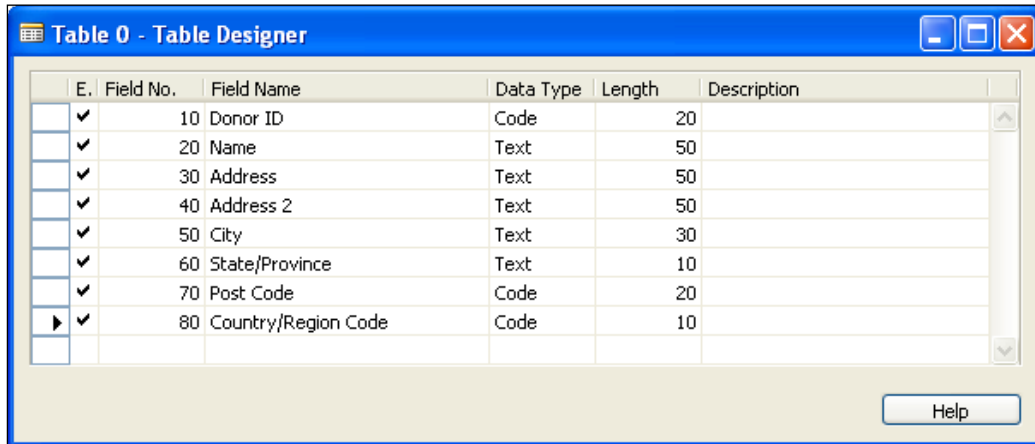 Table 0 - Table Designer
E. Field No. Field Name Data Type Length Description
10 Donor ID Code 20
20 Name Text 50
30 Address Text 50
40 Address 2 Text 50
50 City Text 30
60 State/Province Text 10
70 Post Code Code 20
80 Country/Region Code Code 10
Help